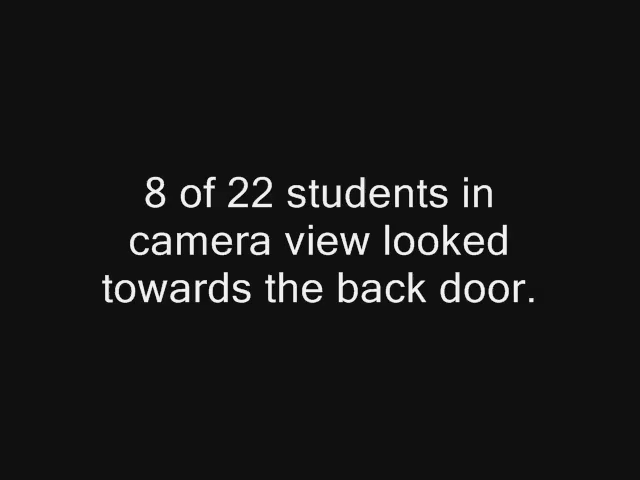 8 of 22 students in
camera view looked
towards the back door.